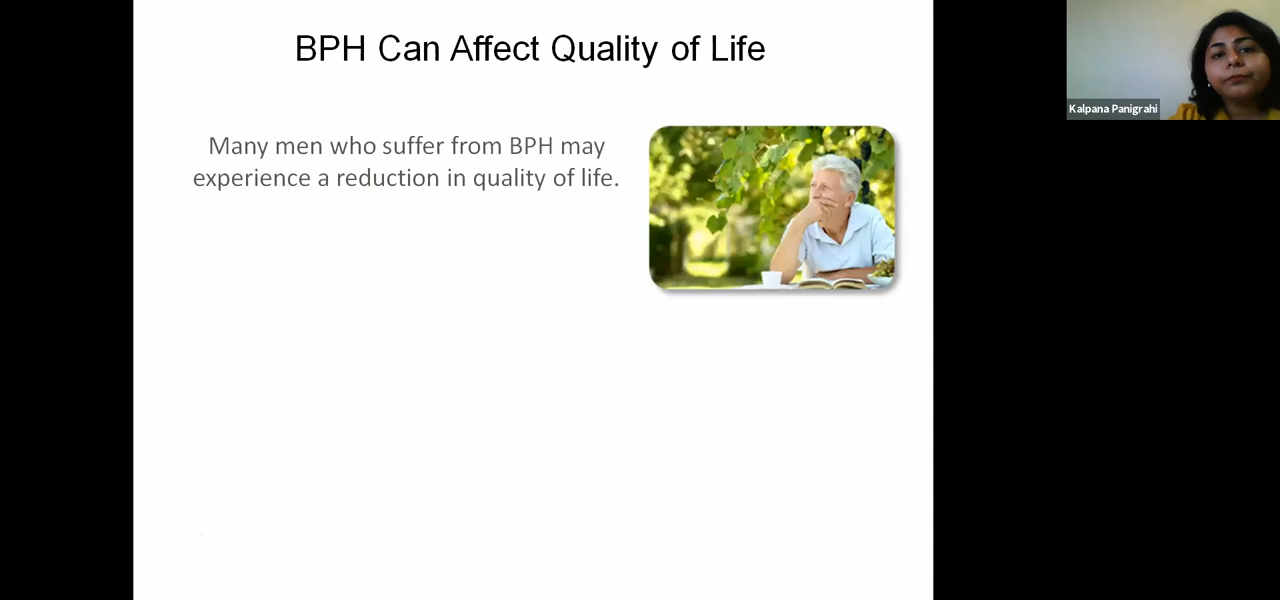 BPH Can Affect Quality of Life
Many men who suffer from BPH may
experience a reduction in quality of life.
Kalpana Panigrahi